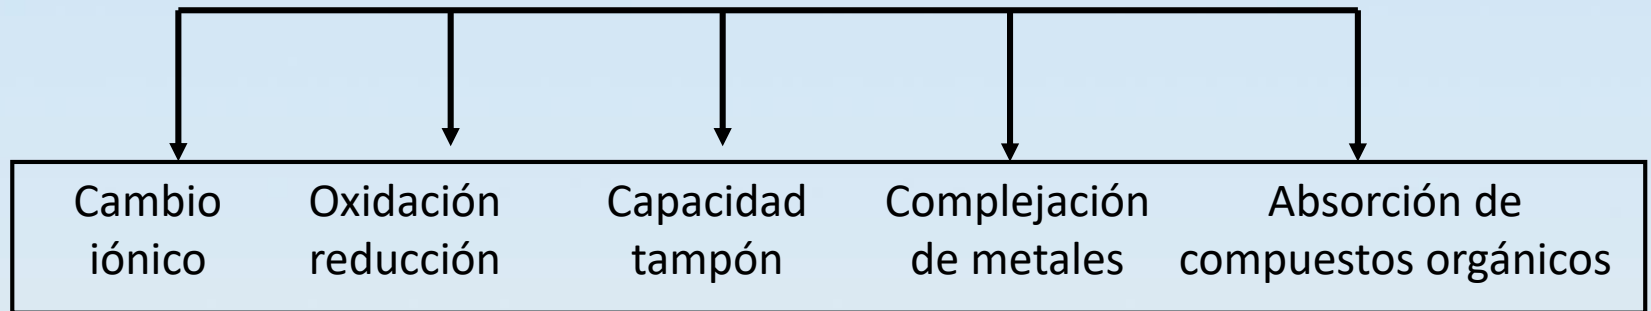 Cambio
iónico
Oxidación
reducción
Capacidad
tampón
Complejación
de metales
Absorción de
compuestos orgánicos